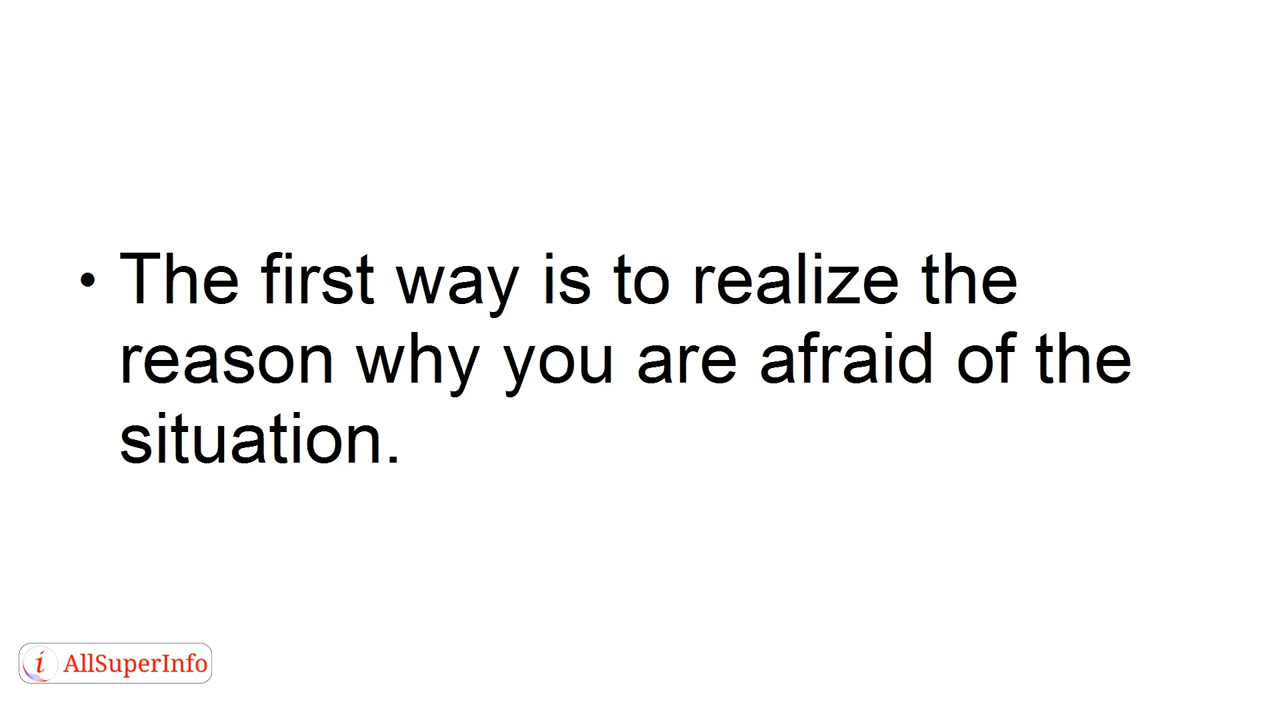 • The first way is to realize the
reason why you are afraid of the
situation.
i AllSuperInfo